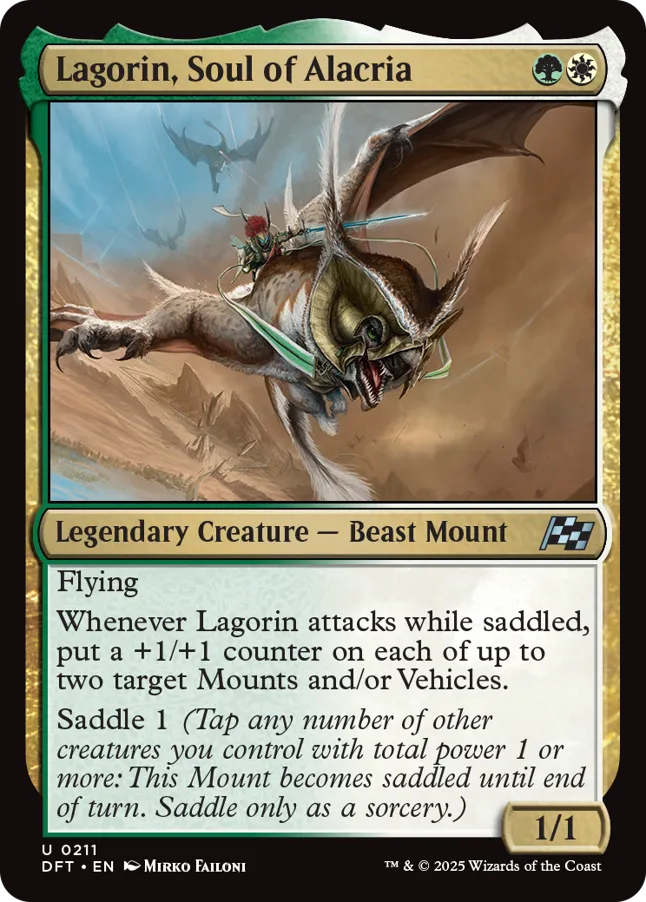 Lagorin, Soul of Alacria
Legendary Creature — Beast Mount
Flying
Whenever Lagorin attacks while saddled,
put a +1/+1 counter on each of up to
two target Mounts and/or Vehicles.
Saddle 1 (Tap any number of other
creatures you control with total power 1 or
more: This Mount becomes saddled until end
of turn. Saddle only as a sorcery.)
1/1
U 0211
DFT • EN Mirko Failoni
™ & © 2025 Wizards of the Coast